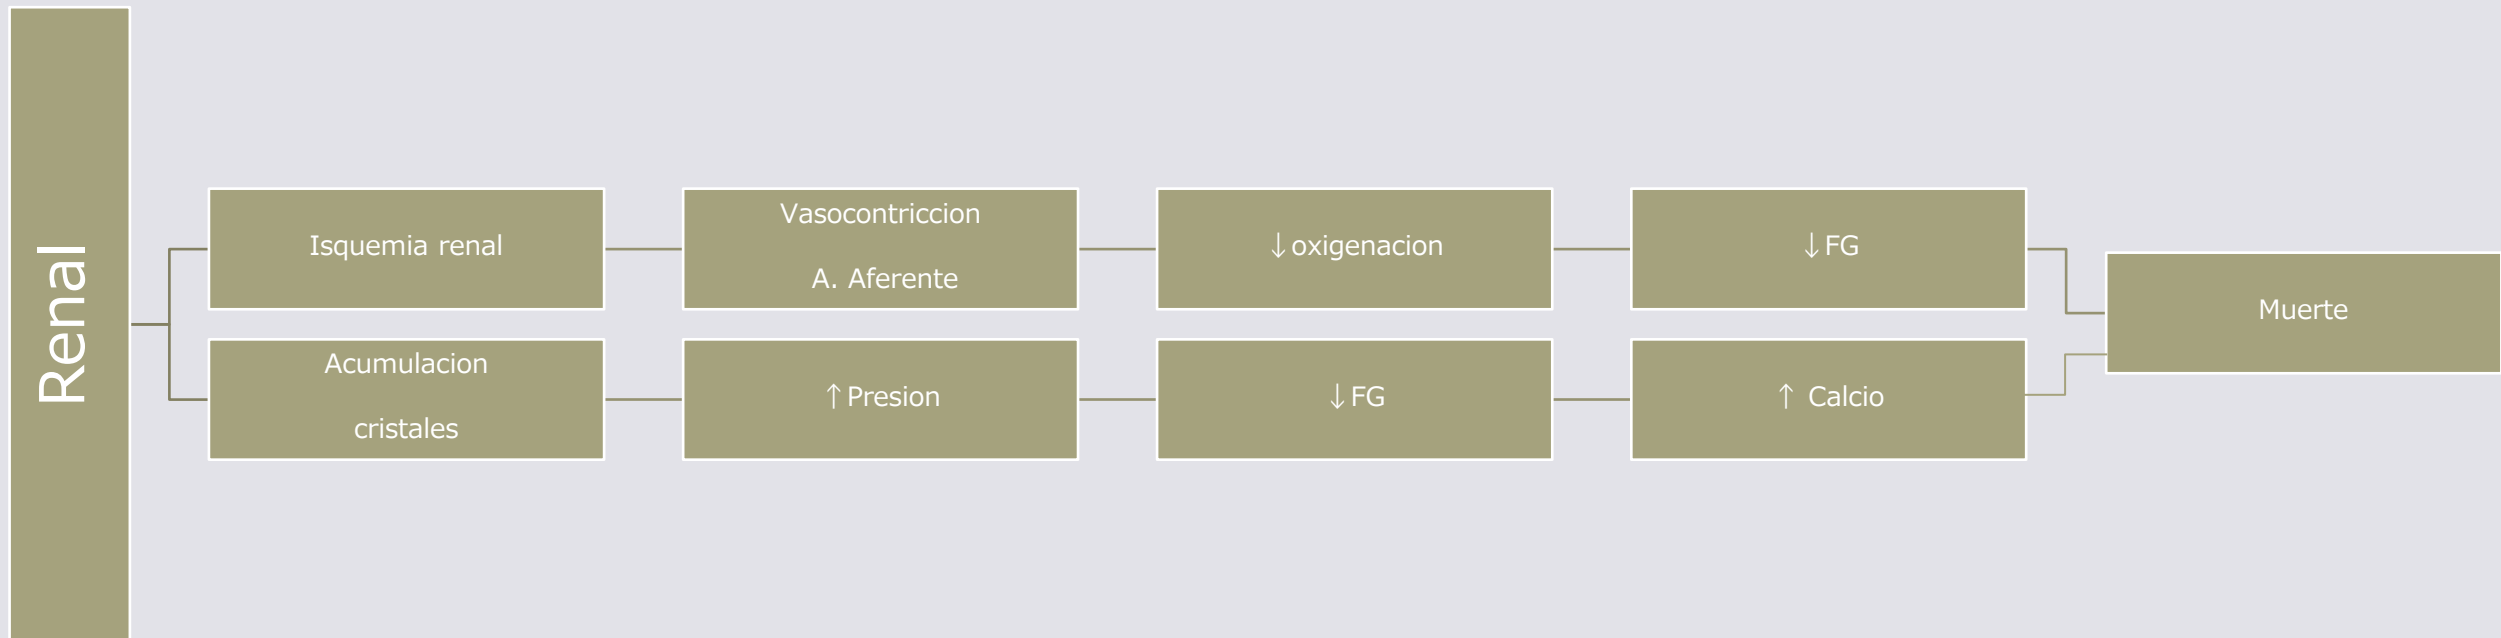 Renal
Isquemia renal
Vasocontriccion
A. Aferente
↓oxigenacion
↓FG
Muerte
Acumulacion
cristales
↑Presion
↓FG
↑ Calcio